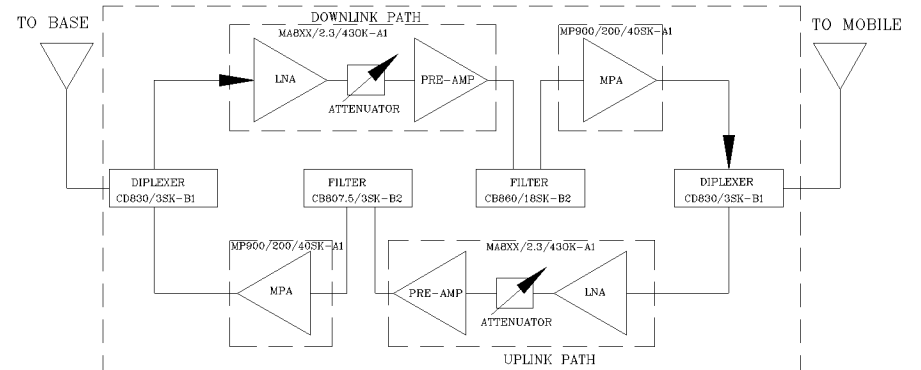 DOWNLINK PATH
TO BASE
TO MOBILE
MA8XX/2.3/430K-A1
MP900/200/40SK-A1
LNA
PRE-AMP
MPA
ATTENUATOR
DIPLEXER
CD830/3SK-B1
FILTER
CB807.5/3SK-B2
FILTER
CB860/18SK-B2
DIPLEXER
CD830/3SK-B1
MP900/200/40SK-A1
MA8XX/2.3/430K-A1
MPA
PRE-AMP
LNA
ATTENUATOR
UPLINK PATH